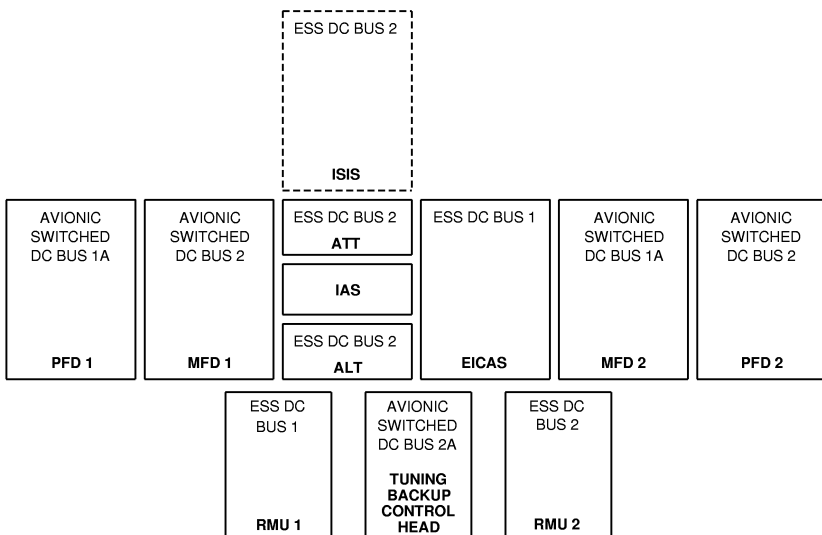 ESS DC BUS 2
ISIS
AVIONIC
SWITCHED
DC BUS 1A
PFD 1
AVIONIC
SWITCHED
DC BUS 2
MFD 1
ESS DC BUS 2
ATT
IAS
ESS DC BUS 2
ALT
ESS DC BUS 1
EICAS
AVIONIC
SWITCHED
DC BUS 1A
MFD 2
AVIONIC
SWITCHED
DC BUS 2
PFD 2
ESS DC
BUS 1
RMU 1
AVIONIC
SWITCHED
DC BUS 2A
TUNING
BACKUP
CONTROL
HEAD
ESS DC
BUS 2
RMU 2